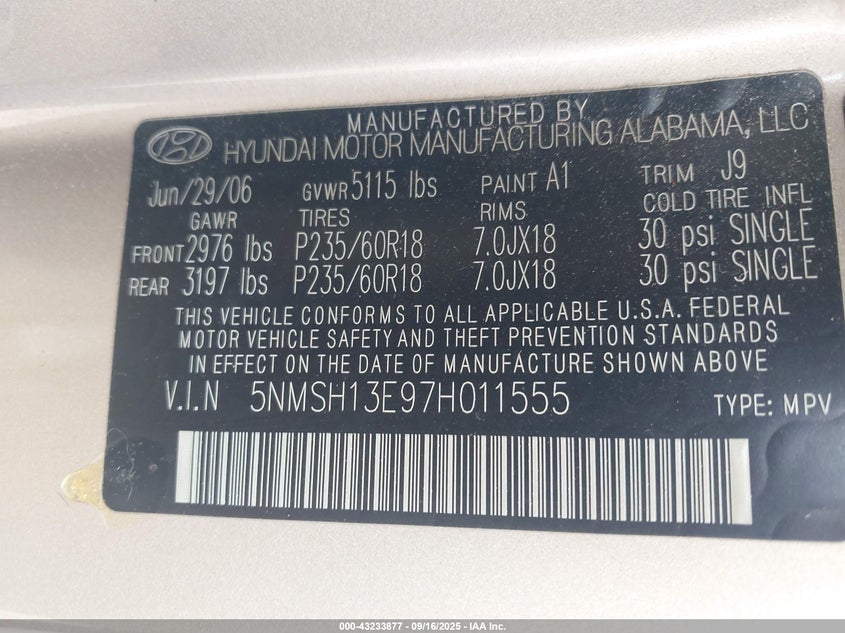 MANUFACTURED BY
HYUNDAI MOTOR MANUFACTURING ALABAMA, LLC
Jun/29/06 GVWR 5115 lbs PAINT A1 TRIM J9
GAWR TIRES RIMS COLD TIRE INFL
FRONT 2976 lbs P235/60R18 7.0JX18 30 psi SINGLE
REAR 3197 lbs P235/60R18 7.0JX18 30 psi SINGLE
THIS VEHICLE CONFORMS TO ALL APPLICABLE U.S.A. FEDERAL
MOTOR VEHICLE SAFETY AND THEFT PREVENTION STANDARDS
IN EFFECT ON THE DATE OF MANUFACTURE SHOWN ABOVE
V.I.N 5NMSH13E97H011555 TYPE: MPV
000-43233877 - 09/16/2025 - IAA Inc.